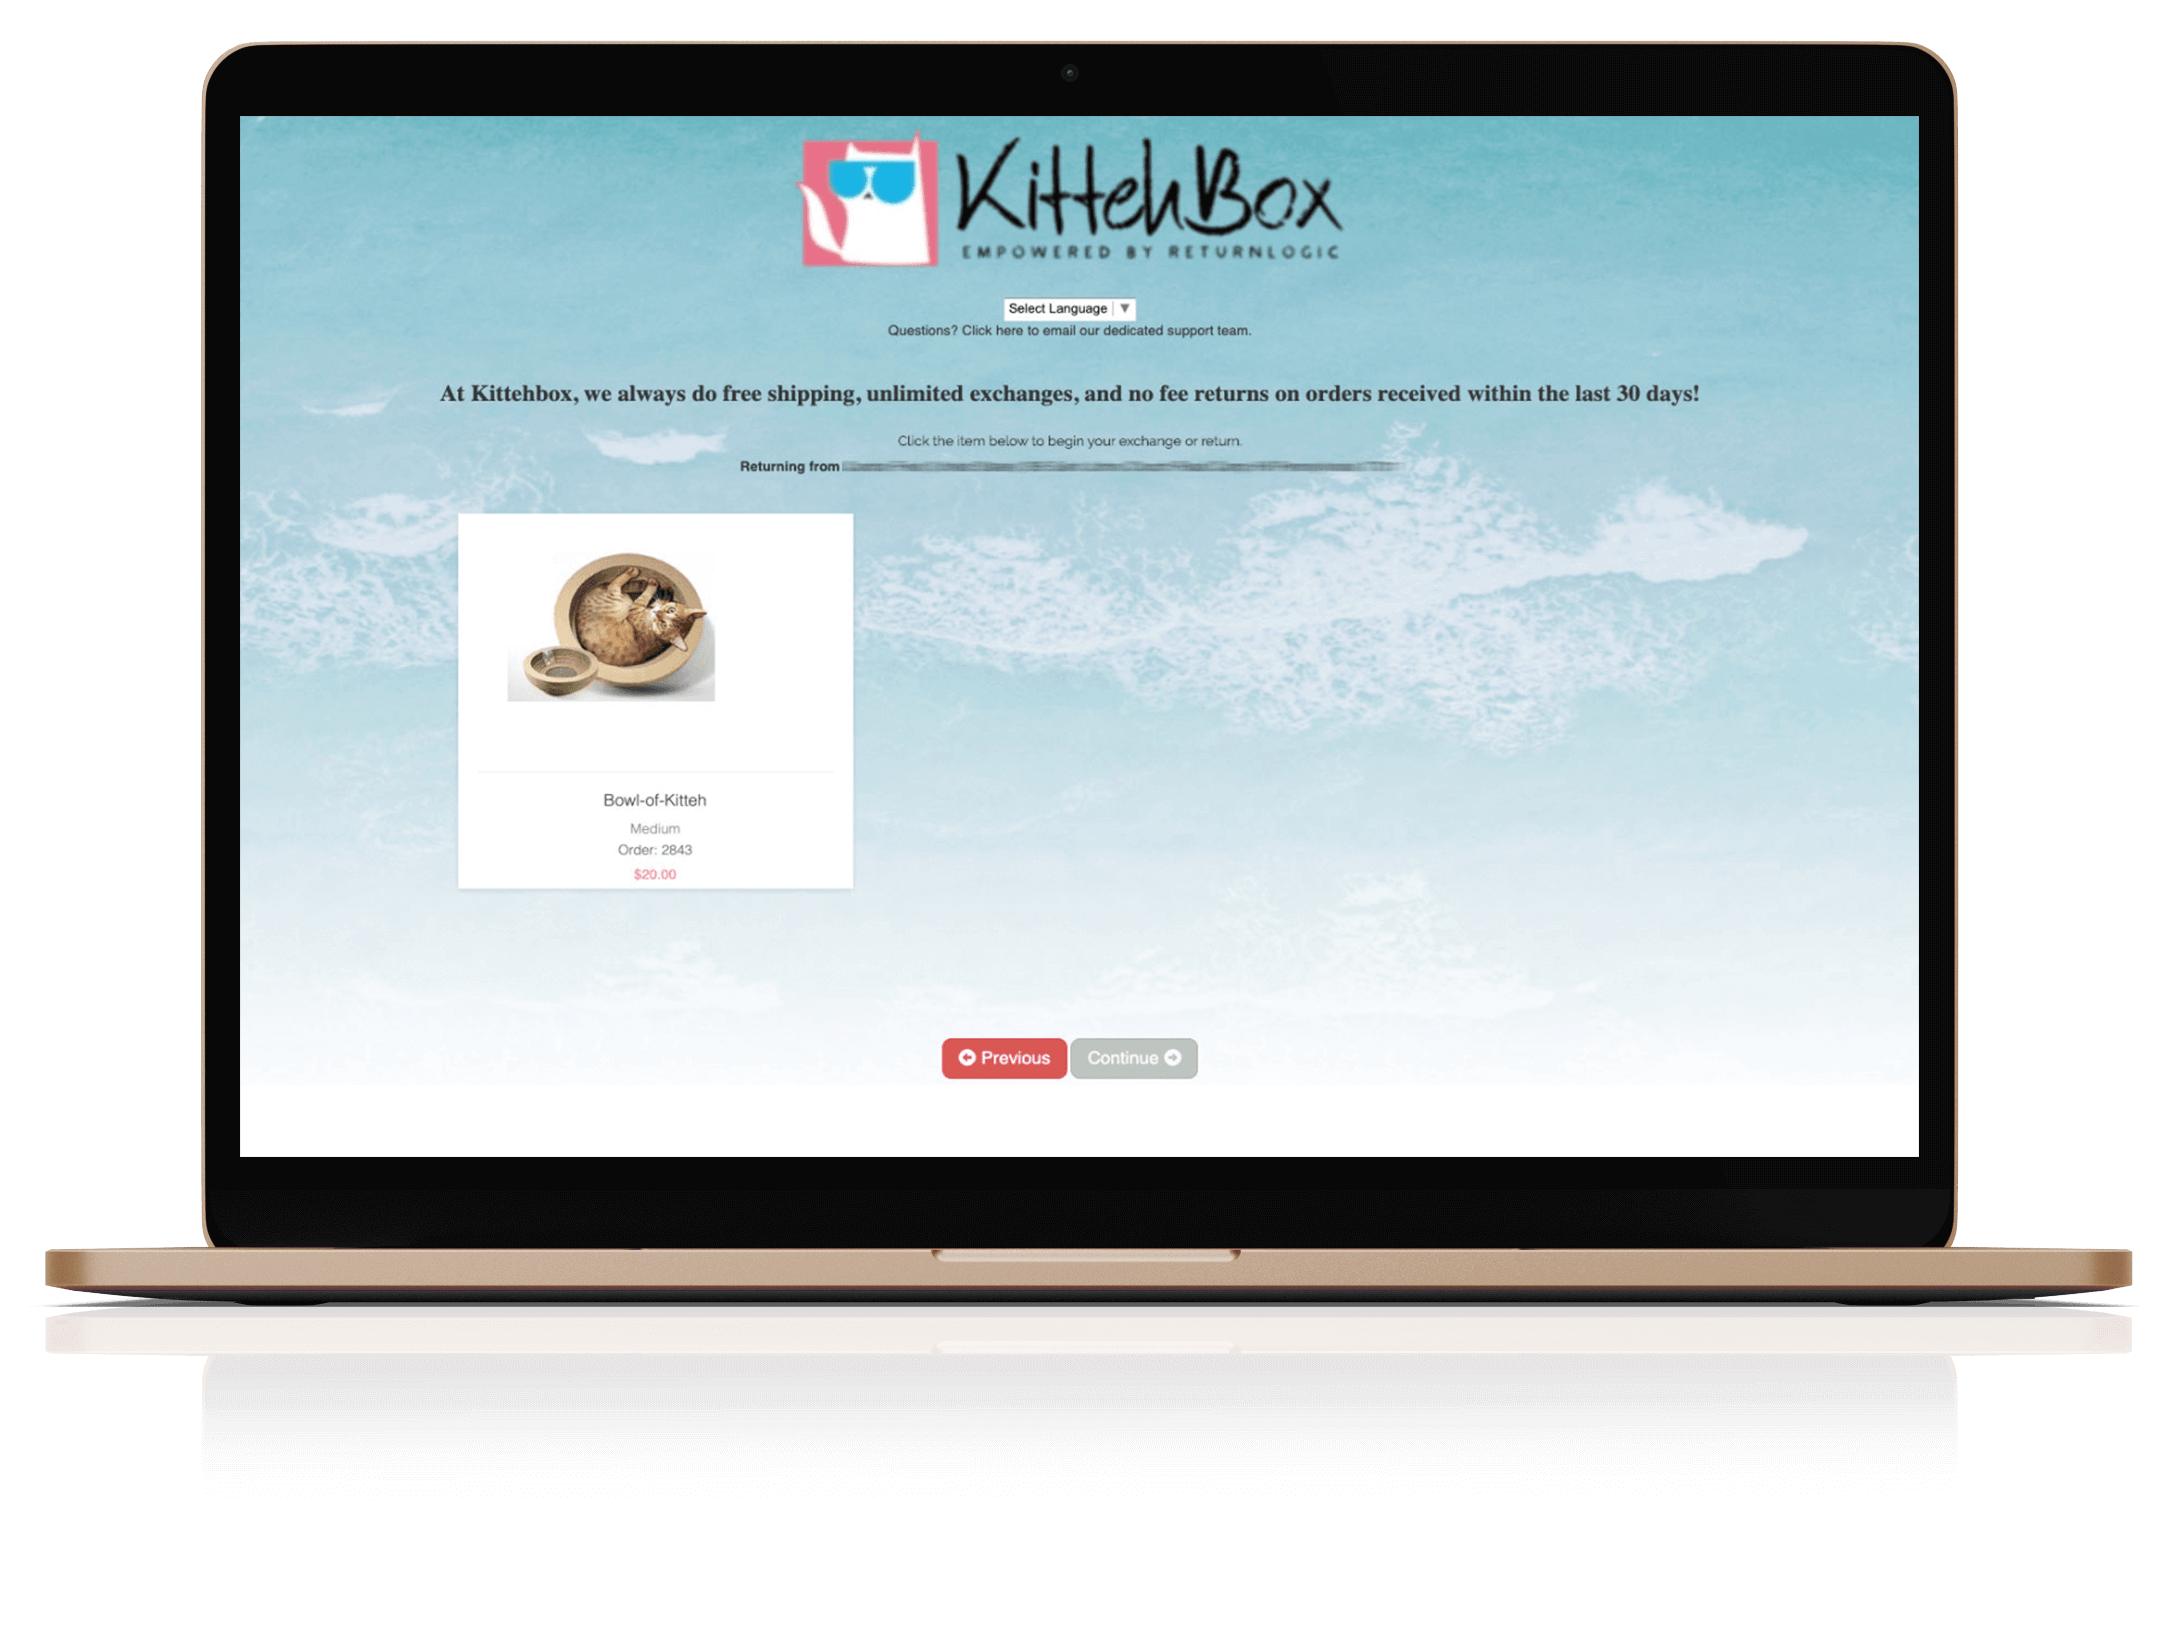 KittehBox
EMPOWERED BY RETURNLOGIC
Select Language ▼
Questions? Click here to email our dedicated support team.
At Kittehbox, we always do free shipping, unlimited exchanges, and no fee returns on orders received within the last 30 days!
Click the item below to begin your exchange or return.
Returning from
Bowl-of-Kitteh
Medium
Order: 2843
$20.00
Previous Continue